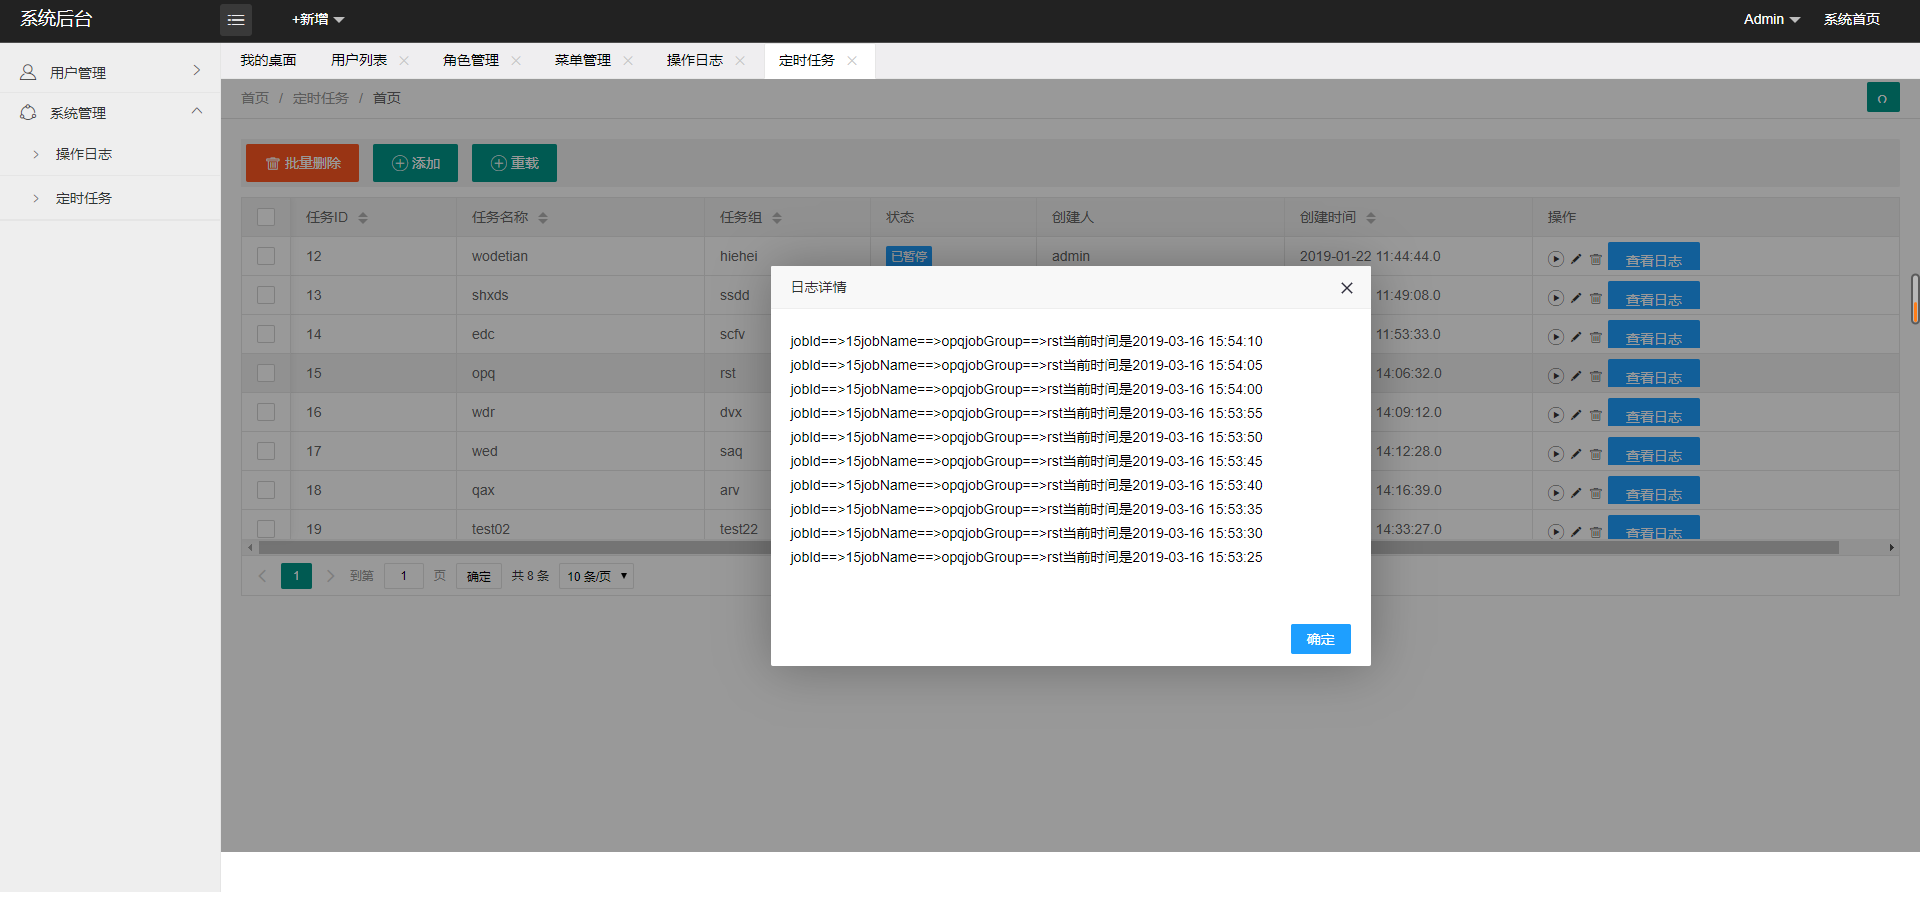 系统后台
+新增
Admin
系统首页
用户管理
系统管理
操作日志
定时任务
我的桌面 用户列表 角色管理 菜单管理 操作日志 定时任务
首页 / 定时任务 / 首页
批量删除 添加 重载
任务ID 任务名称 任务组 状态 创建人 创建时间 操作
12 wodetian hiehei 已暂停 admin 2019-01-22 11:44:44.0 查看日志
13 shxds ssdd 11:49:08.0 查看日志
14 edc scfv 11:53:33.0 查看日志
15 opq rst 14:06:32.0 查看日志
16 wdr dvx 14:09:12.0 查看日志
17 wed saq 14:12:28.0 查看日志
18 qax arv 14:16:39.0 查看日志
19 test02 test22 14:33:27.0 查看日志
1 到第 1 页 确定 共 8 条 10 条/页
日志详情
jobId==>15jobName==>opqjobGroup==>rst当前时间是2019-03-16 15:54:10
jobId==>15jobName==>opqjobGroup==>rst当前时间是2019-03-16 15:54:05
jobId==>15jobName==>opqjobGroup==>rst当前时间是2019-03-16 15:54:00
jobId==>15jobName==>opqjobGroup==>rst当前时间是2019-03-16 15:53:55
jobId==>15jobName==>opqjobGroup==>rst当前时间是2019-03-16 15:53:50
jobId==>15jobName==>opqjobGroup==>rst当前时间是2019-03-16 15:53:45
jobId==>15jobName==>opqjobGroup==>rst当前时间是2019-03-16 15:53:40
jobId==>15jobName==>opqjobGroup==>rst当前时间是2019-03-16 15:53:35
jobId==>15jobName==>opqjobGroup==>rst当前时间是2019-03-16 15:53:30
jobId==>15jobName==>opqjobGroup==>rst当前时间是2019-03-16 15:53:25
确定